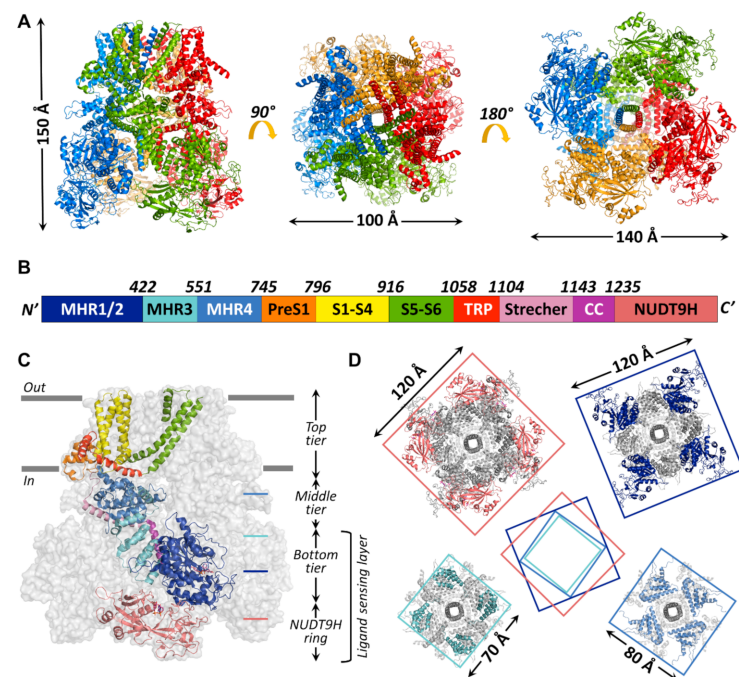 A
150 Å
90°
100 Å
180°
140 Å
B
422 551 745 796 916 1058 1104 1143 1235
N’ MHR1/2 MHR3 MHR4 PreS1 S1-S4 S5-S6 TRP Strecher CC NUDT9H C’
C
Out
In
Top
tier
Middle
tier
Bottom
tier
NUDT9H
ring
Ligand sensing layer
D
120 Å
120 Å
70 Å
80 Å